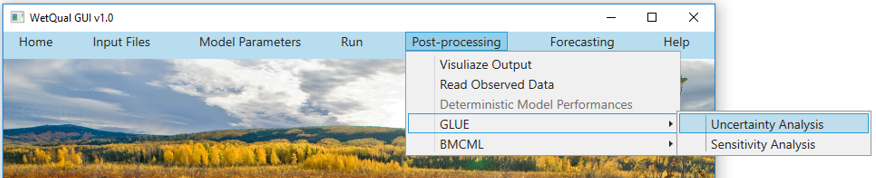 WetQual GUI v1.0
Home Input Files Model Parameters Run Post-processing Forecasting Help
Visuliaze Output
Read Observed Data
Deterministic Model Performances
GLUE
Uncertainty Analysis
BMCML
Sensitivity Analysis